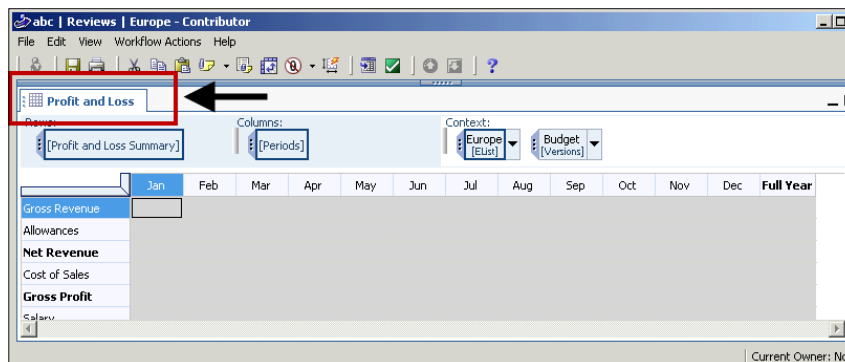 abc | Reviews | Europe - Contributor
File Edit View Workflow Actions Help
Profit and Loss
Rows: Columns: Context:
[Profit and Loss Summary] [Periods] Europe [EList] Budget [Versions]
Jan Feb Mar Apr May Jun Jul Aug Sep Oct Nov Dec Full Year
Gross Revenue
Allowances
Net Revenue
Cost of Sales
Gross Profit
Salary
Current Owner: